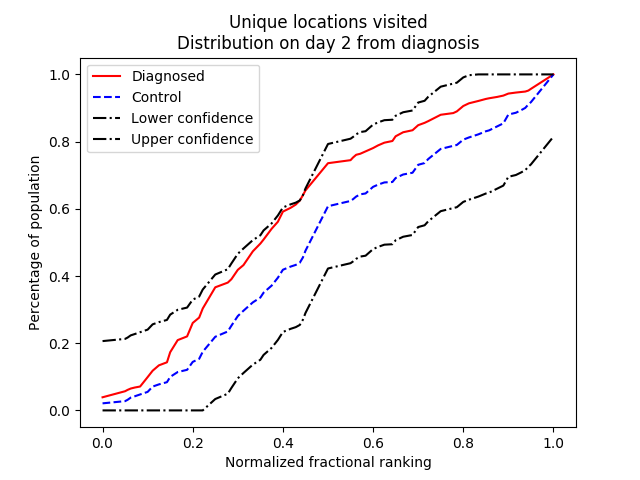 Unique locations visited
Distribution on day 2 from diagnosis
Diagnosed
Control
Lower confidence
Upper confidence
1.0
0.8
0.6
0.4
0.2
0.0
Percentage of population
0.0 0.2 0.4 0.6 0.8 1.0
Normalized fractional ranking